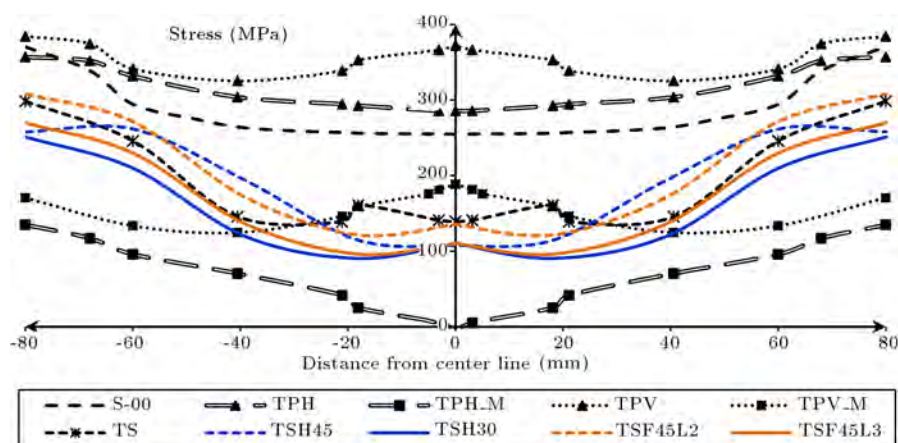 400
Stress (MPa)
300
200
100
0
-80 -60 -40 -20 0 20 40 60 80
Distance from center line (mm)
S-00 TPH TPH_M TPV TPV_M
TS TSH45 TSH30 TSF45L2 TSF45L3